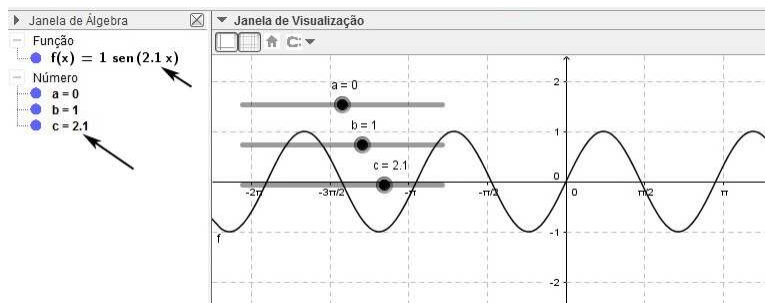 Janela de Álgebra
Função
f(x) = 1 sen(2.1 x)
Número
a = 0
b = 1
c = 2.1
Janela de Visualização
a = 0
b = 1
c = 2.1
2
1
0
-1
-2
-2π -3π/2 -π -π/2 0 π/2 π
f